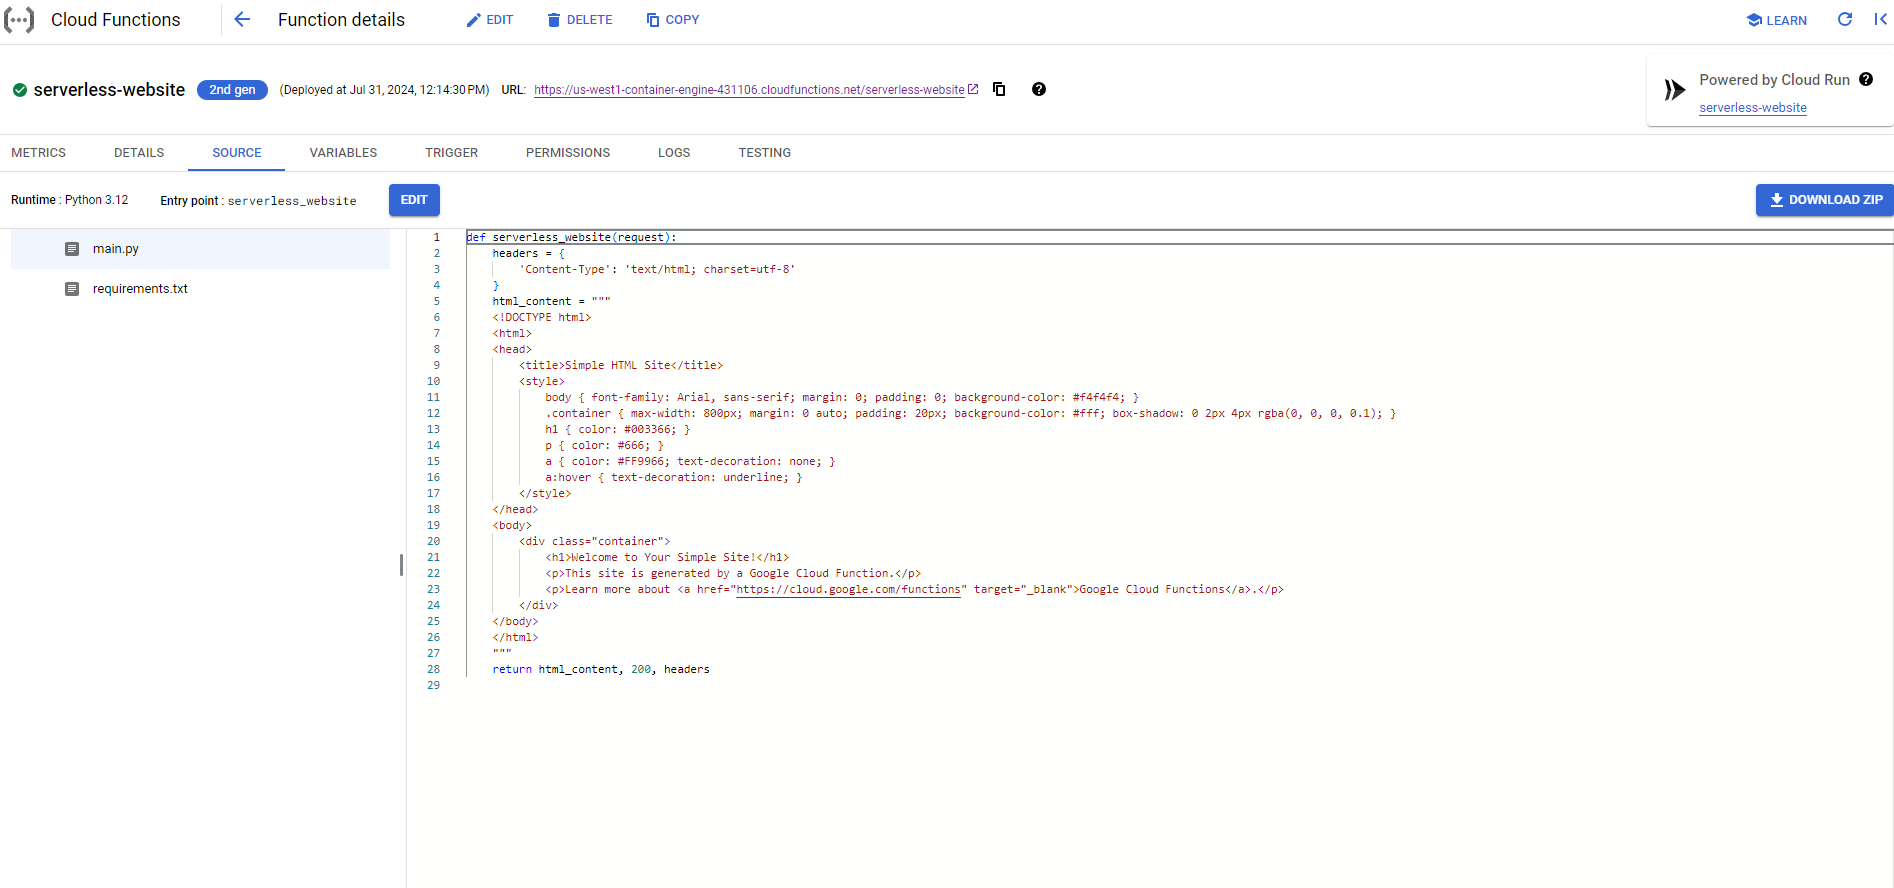 Cloud Functions
Function details
EDIT
DELETE
COPY
LEARN
serverless-website
2nd gen
(Deployed at Jul 31, 2024, 12:14:30 PM)
URL:
https://us-west1-container-engine-431106.cloudfunctions.net/serverless-website
Powered by Cloud Run
serverless-website
METRICS
DETAILS
SOURCE
VARIABLES
TRIGGER
PERMISSIONS
LOGS
TESTING
Runtime : Python 3.12
Entry point : serverless_website
EDIT
DOWNLOAD ZIP
main.py
requirements.txt
1 def serverless_website(request):
2     headers = {
3         'Content-Type': 'text/html; charset=utf-8'
4     }
5     html_content = """
6     <!DOCTYPE html>
7     <html>
8     <head>
9         <title>Simple HTML Site</title>
10         <style>
11             body { font-family: Arial, sans-serif; margin: 0; padding: 0; background-color: #f4f4f4; }
12             .container { max-width: 800px; margin: 0 auto; padding: 20px; background-color: #fff; box-shadow: 0 2px 4px rgba(0, 0, 0, 0.1); }
13             h1 { color: #003366; }
14             p { color: #666; }
15             a { color: #FF9966; text-decoration: none; }
16             a:hover { text-decoration: underline; }
17         </style>
18     </head>
19     <body>
20         <div class="container">
21             <h1>Welcome to Your Simple Site!</h1>
22             <p>This site is generated by a Google Cloud Function.</p>
23             <p>Learn more about <a href="https://cloud.google.com/functions" target="_blank">Google Cloud Functions</a>.</p>
24         </div>
25     </body>
26     </html>
27     """
28     return html_content, 200, headers
29